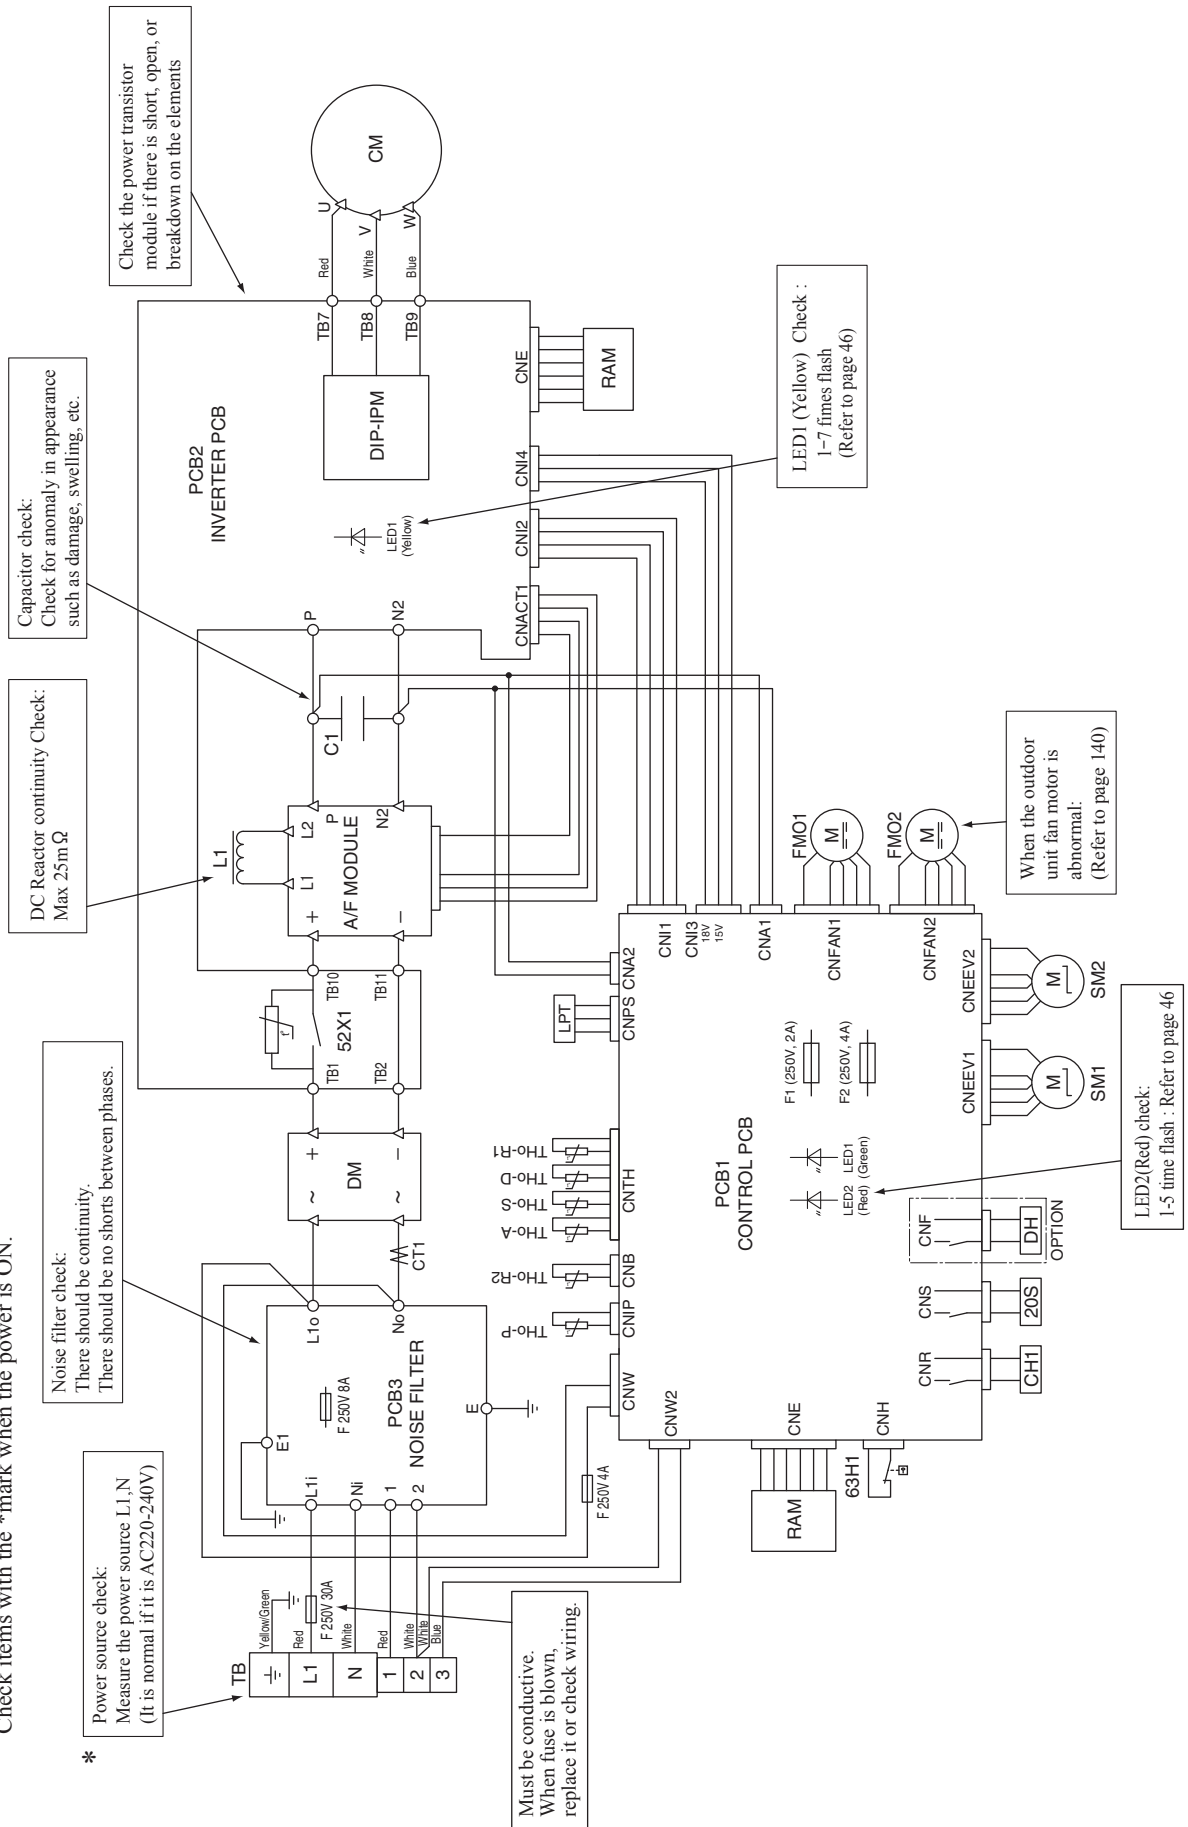 Check items with the *mark when the power is ON.
*
Power source check:
Measure the power source L1,N
(It is normal if it is AC220-240V)
Noise filter check:
There should be continuity.
There should be no shorts between phases.
DC Reactor continuity Check:
Max 25mΩ
Capacitor check:
Check for anomaly in appearance
such as damage, swelling, etc.
Check the power transistor
module if there is short, open, or
breakdown on the elements
TB
L1
N
1
2
3
Yellow/Green
Red
F 250V 30A
White
Red
White
White
Blue
Must be conductive.
When fuse is blown,
replace it or check wiring.
E1
L1i
Ni
1
2
F 250V 8A
PCB3
NOISE FILTER
E
L1o
No
CT1
DM
~
~
+
−
TB1
TB2
52X1
t°
TB10
TB11
L1
L1
L2
+
−
P
N2
A/F MODULE
C1
P
N2
PCB2
INVERTER PCB
LED1
(Yellow)
DIP-IPM
TB7
TB8
TB9
Red
White
Blue
U
V
W
CM
CNACT1
CNI2
CNI4
CNE
RAM
LED1 (Yellow) Check :
1−7 fimes flash
(Refer to page 46)
F 250V 4A
CNW2
CNW
CNIP
CNB
CNTH
CNPS
CNA2
THo-P
THo-R2
THo-A
THo-S
THo-D
THo-R1
LPT
CNI1
CNI3
18V
15V
CNA1
CNFAN1
CNFAN2
FMO1
M
FMO2
M
When the outdoor
unit fan motor is
abnormal:
(Refer to page 140)
PCB1
CONTROL PCB
F1 (250V, 2A)
F2 (250V, 4A)
LED2
(Red)
LED1
(Green)
CNE
RAM
CNH
63H1
P
CNR
CH1
CNS
20S
CNF
DH
OPTION
CNEEV1
M
SM1
CNEEV2
M
SM2
LED2(Red) check:
1-5 time flash : Refer to page 46